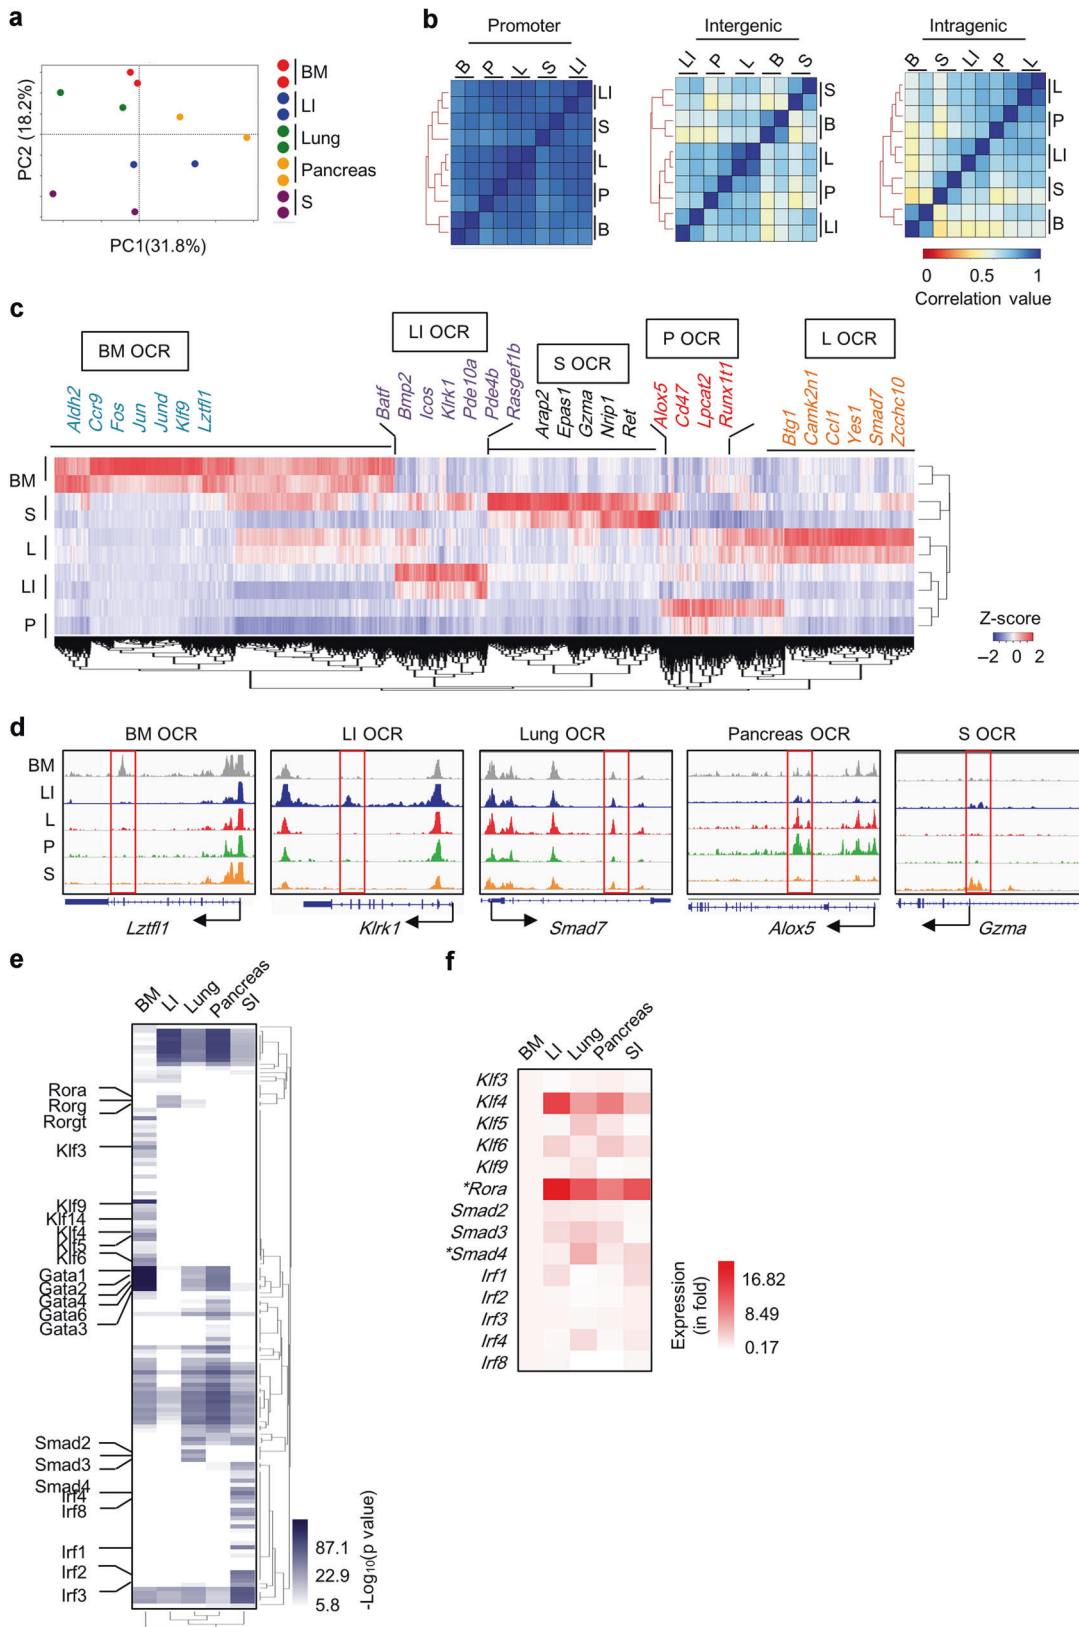 a
PC2 (18.2%)
PC1(31.8%)
BM
LI
Lung
Pancreas
S
b
Promoter
B P L S LI
LI
S
L
P
B
Intergenic
LI P L B S
S
B
L
P
LI
Intragenic
B S LI P L
L
P
LI
S
B
0 0.5 1
Correlation value
c
BM OCR
LI OCR
S OCR
P OCR
L OCR
Aldh2
Ccr9
Fos
Jun
Jund
Klf9
Lztfl1
Batf
Bmp2
Icos
Klrk1
Pde10a
Pde4b
Rasgef1b
Arap2
Epas1
Gzma
Nrip1
Ret
Alox5
Cd47
Lpcat2
Runx1t1
Btg1
Camk2n1
Ccl1
Yes1
Smad7
Zcchc10
BM
S
L
LI
P
Z-score
−2 0 2
d
BM OCR
LI OCR
Lung OCR
Pancreas OCR
S OCR
BM
LI
L
P
S
Lztfl1
Klrk1
Smad7
Alox5
Gzma
e
BM LI Lung Pancreas SI
Rora
Rorg
Rorgt
Klf3
Klf9
Klf14
Klf4
Klf5
Klf6
Gata1
Gata2
Gata4
Gata6
Gata3
Smad2
Smad3
Smad4
Irf4
Irf8
Irf1
Irf2
Irf3
87.1
22.9
5.8
-Log10(p value)
f
BM LI Lung Pancreas SI
Klf3
Klf4
Klf5
Klf6
Klf9
*Rora
Smad2
Smad3
*Smad4
Irf1
Irf2
Irf3
Irf4
Irf8
Expression
(in fold)
16.82
8.49
0.17